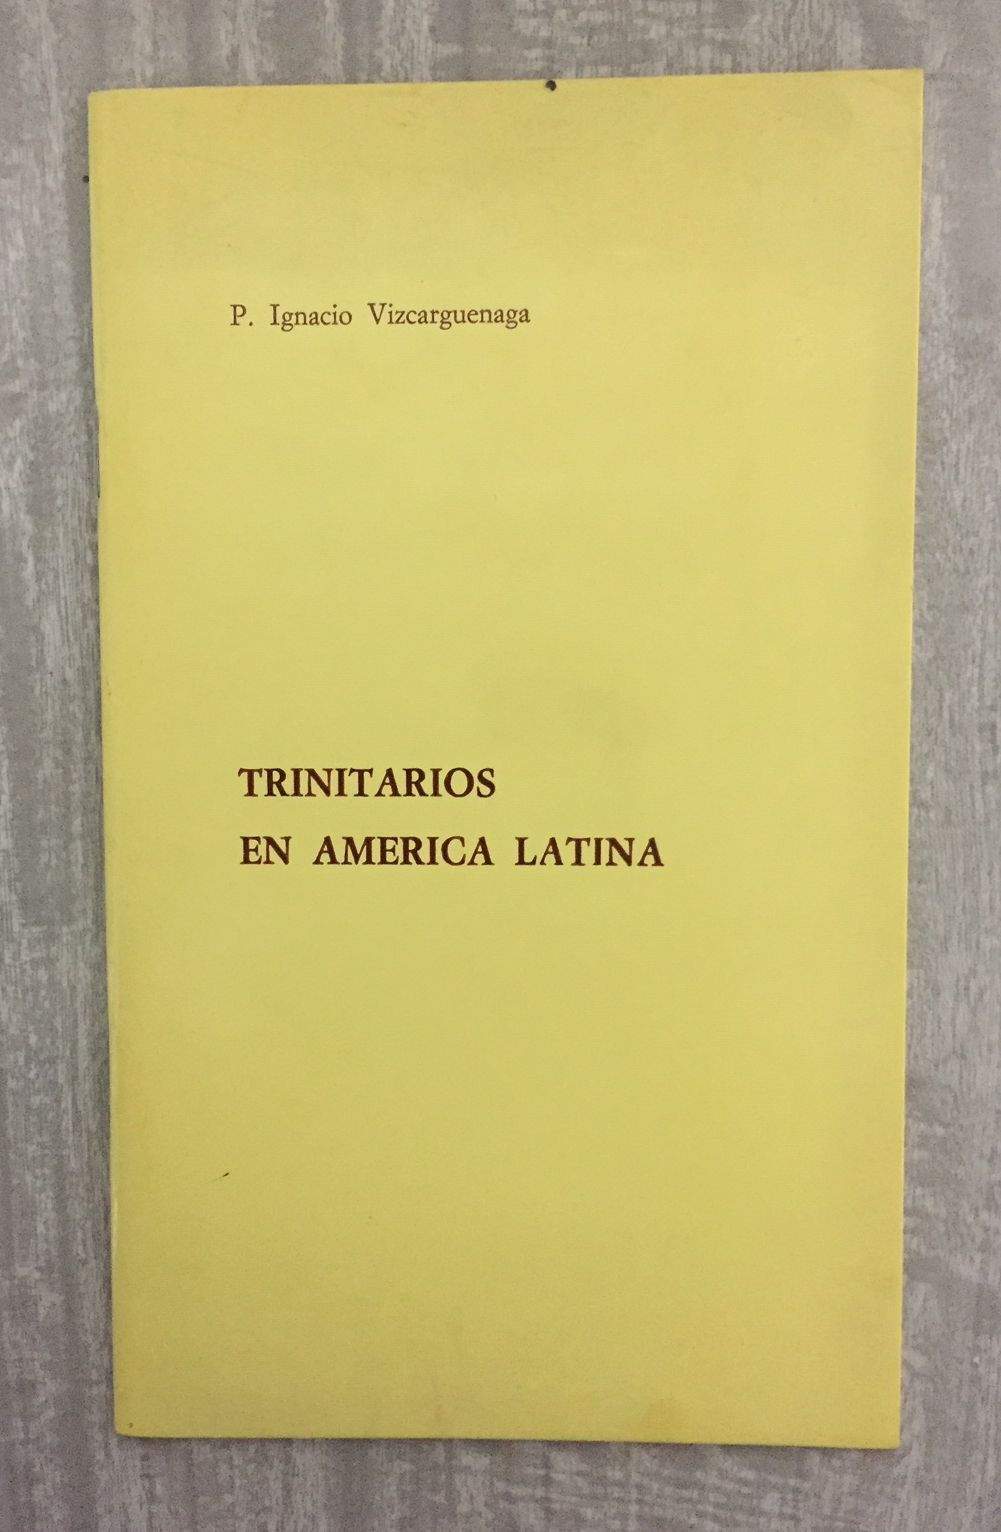 P. Ignacio Vizcarguenaga
TRINITARIOS
EN AMERICA LATINA